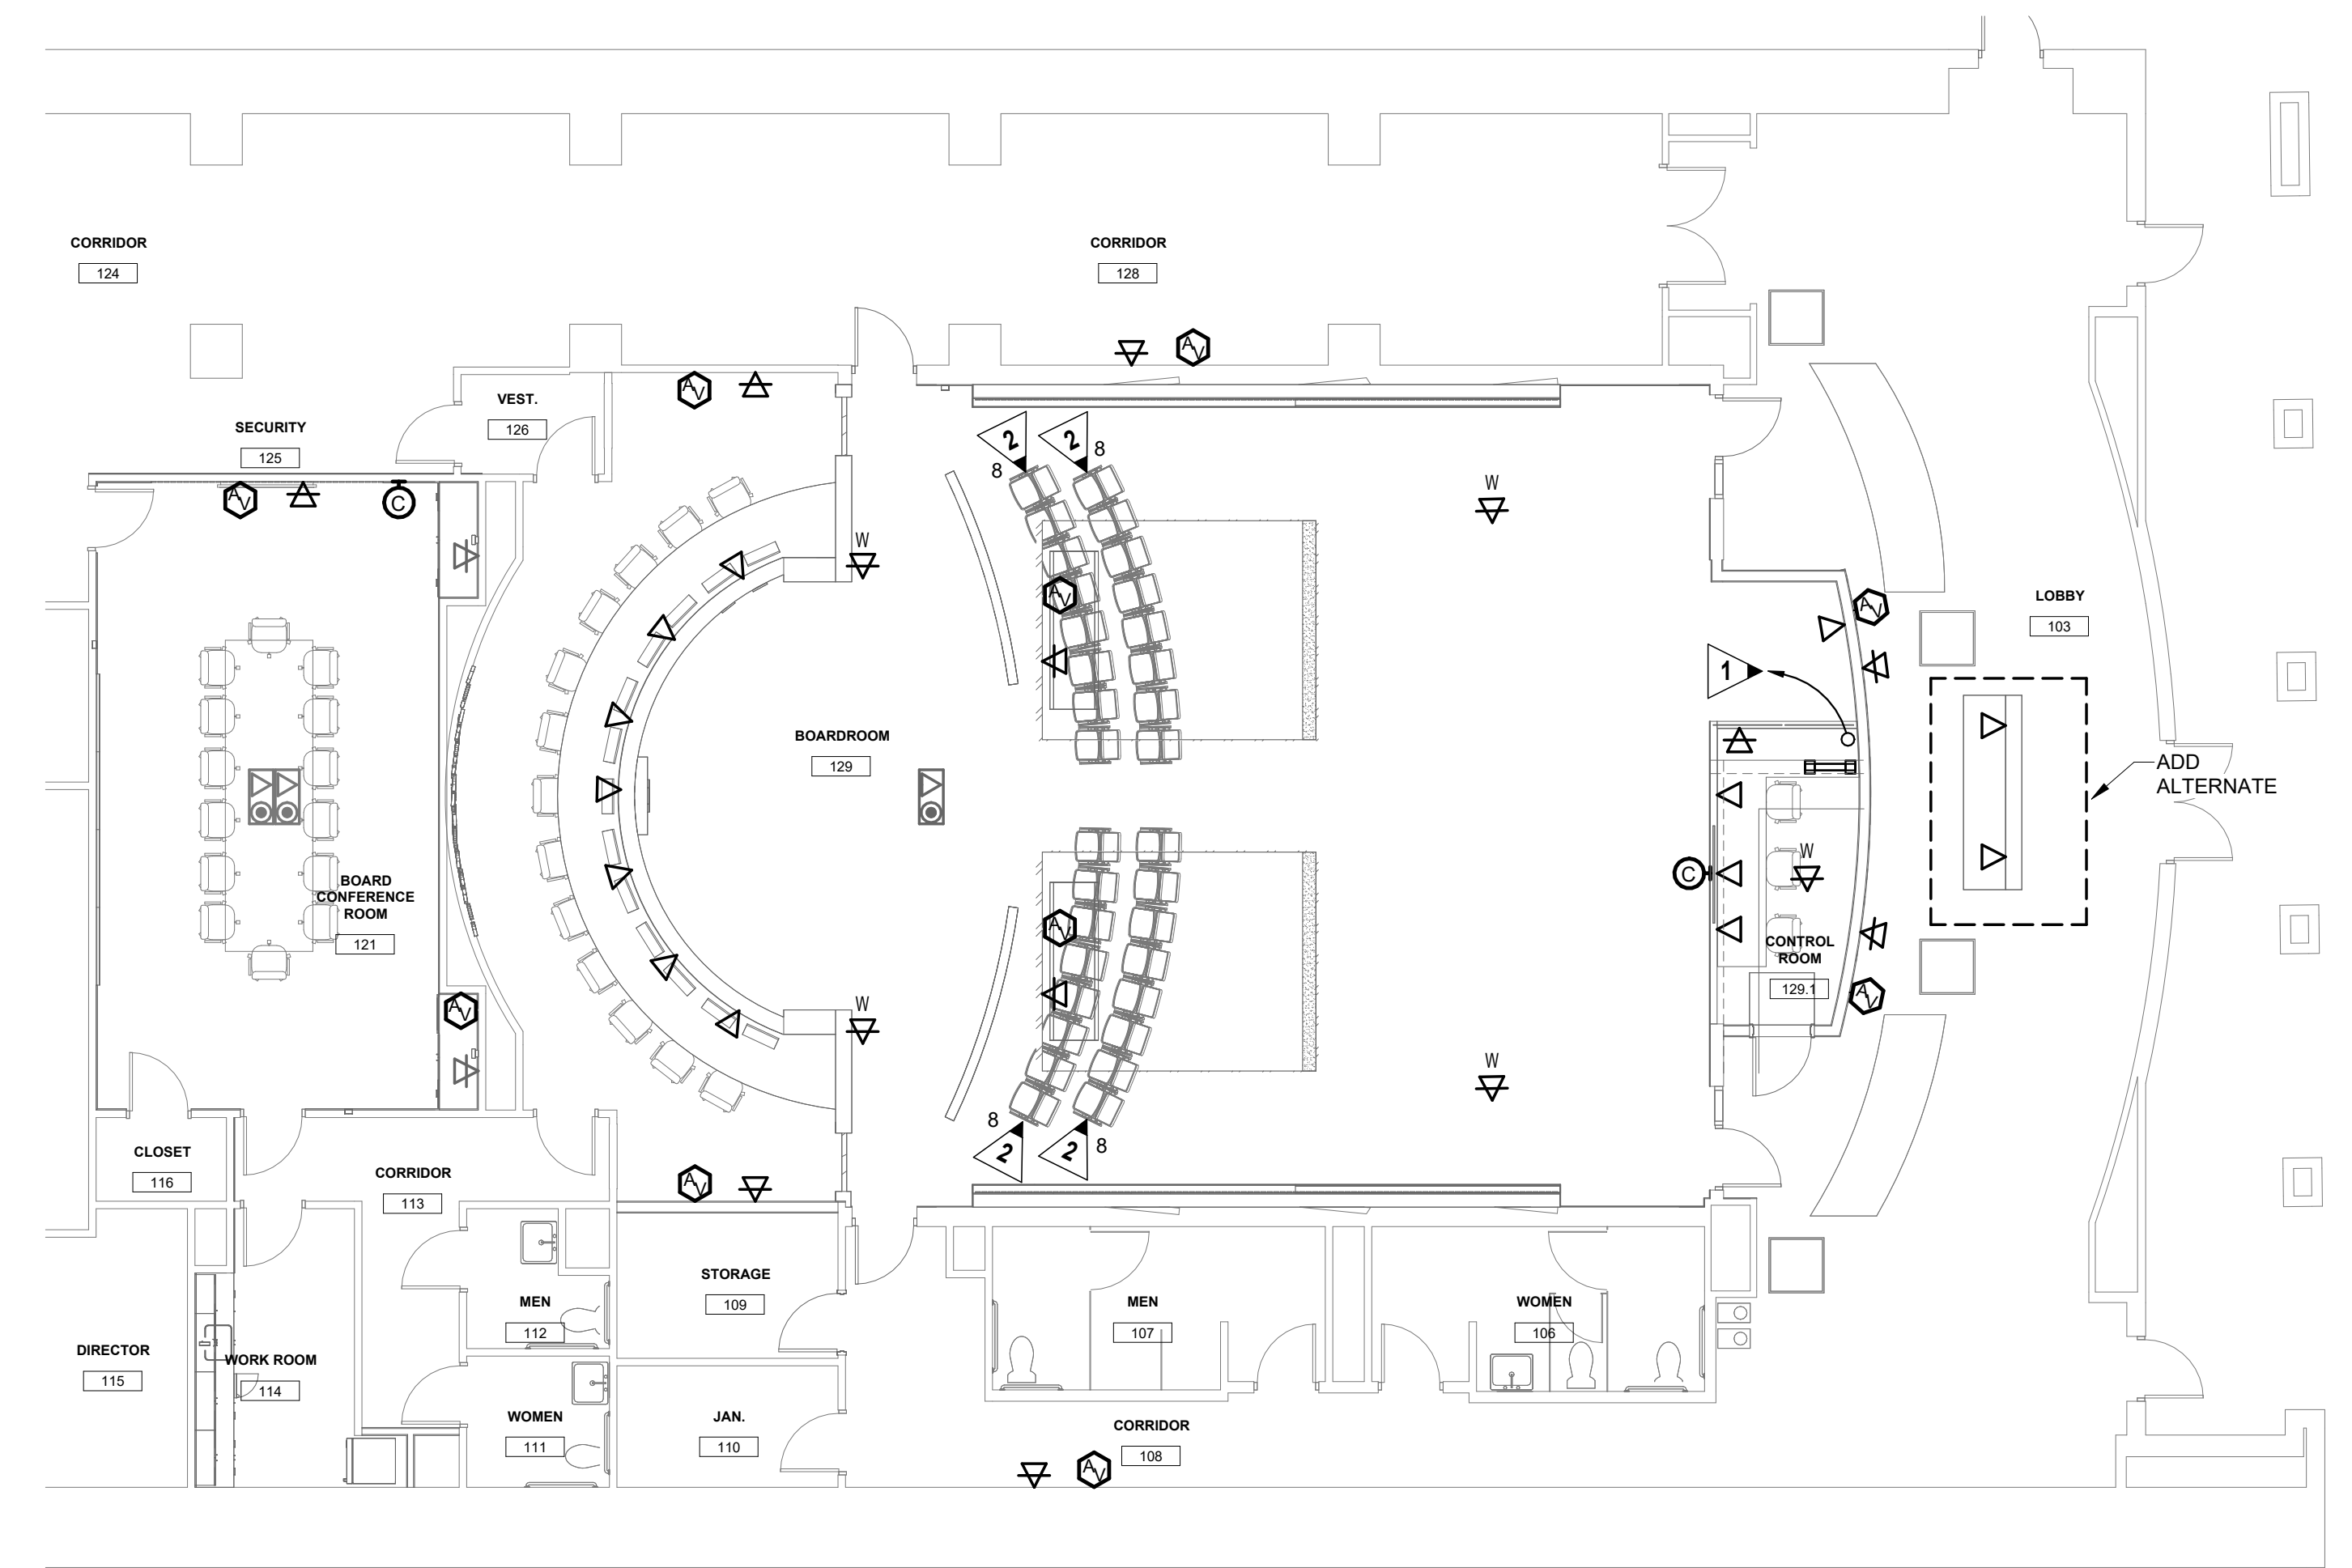 CORRIDOR
124
CORRIDOR
128
A V
A V
VEST.
126
SECURITY
125
2
2
8
8
W
A V
C
W
A V
A V
LOBBY
103
1
BOARDROOM
129
ADD
ALTERNATE
W
C
BOARD
CONFERENCE
ROOM
121
A V
CONTROL
ROOM
129.1
A V
A V
W
W
8
8
2
2
CLOSET
116
CORRIDOR
113
A V
STORAGE
109
MEN
112
MEN
107
WOMEN
106
DIRECTOR
115
WORK ROOM
114
WOMEN
111
JAN.
110
CORRIDOR
108
A V